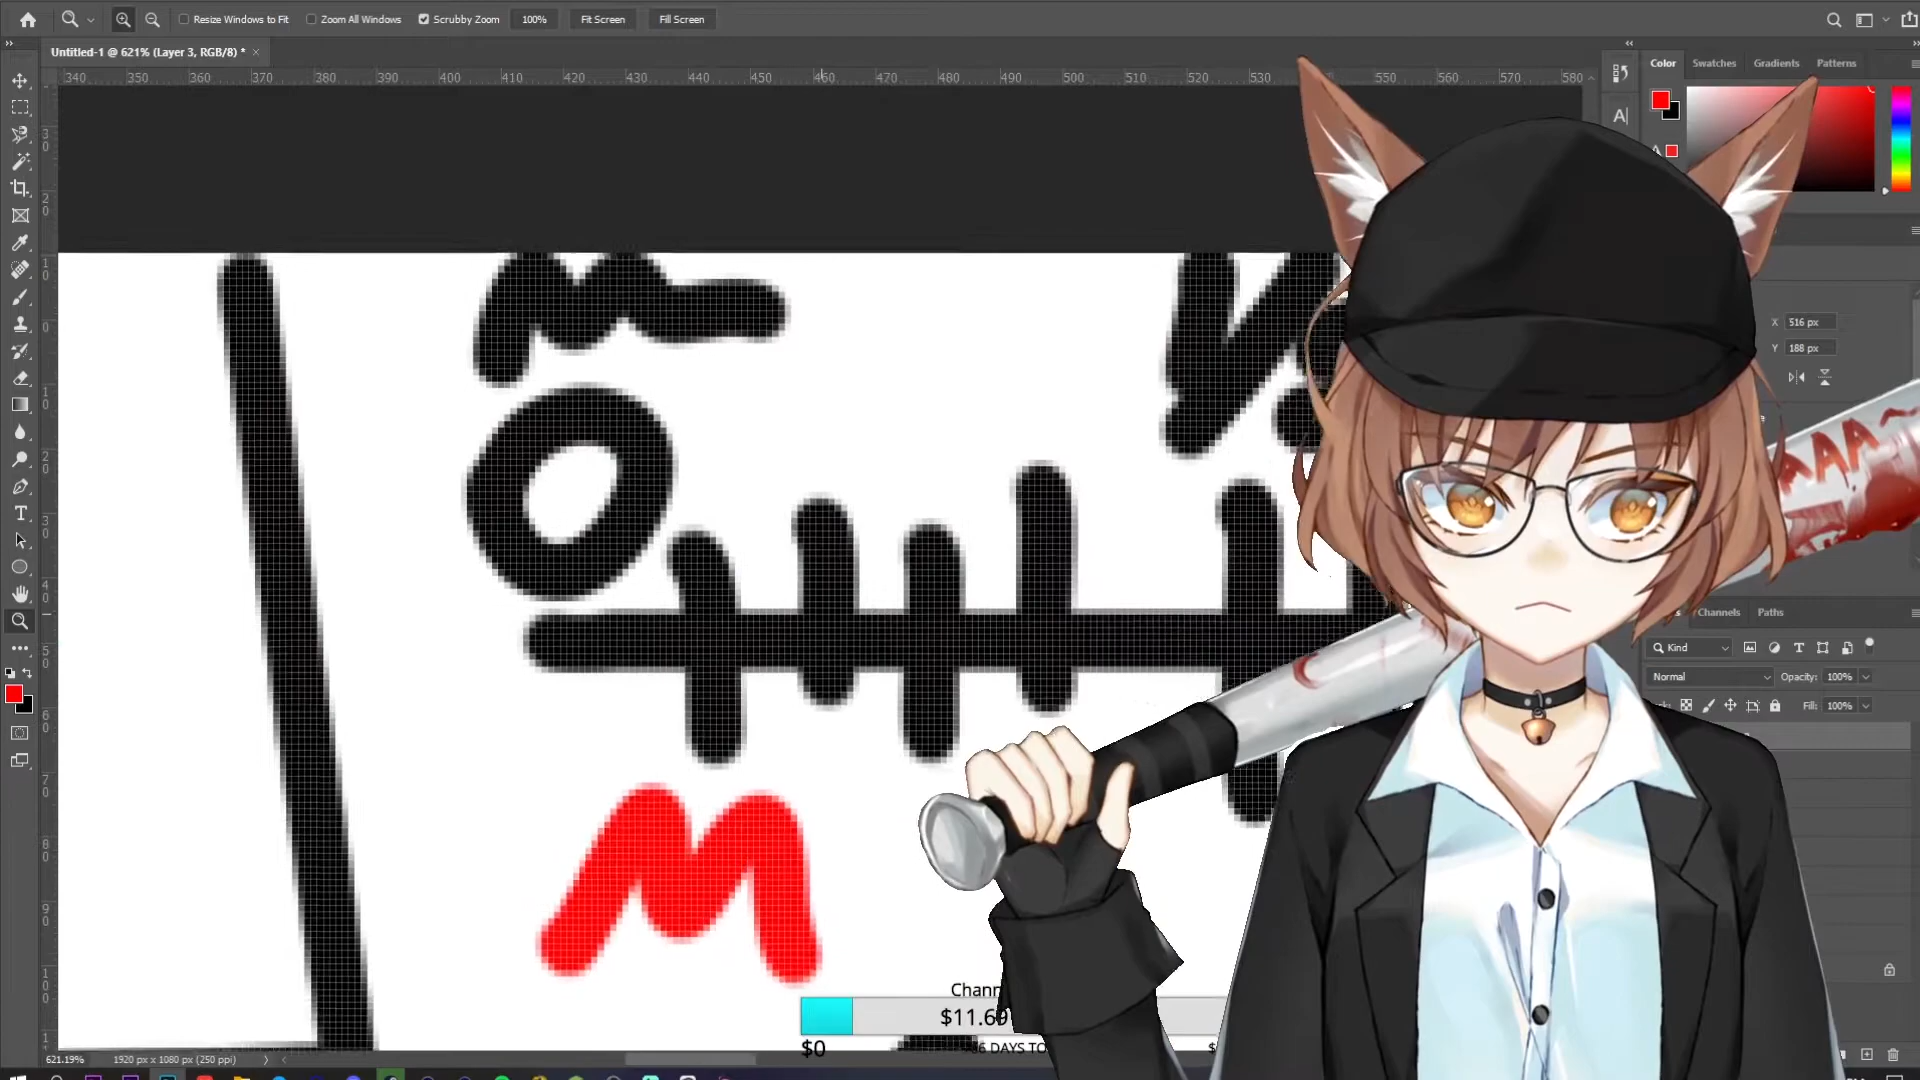 Resize Windows to Fit Zoom All Windows Scrubby Zoom 100% Fit Screen Fill Screen
Untitled-1 @ 621% (Layer 3, RGB/8) * ×
Color Swatches Gradients Patterns
340 350 360 370 380 390 400 410 420 430 440 450 460 470 480 490 500 510 520 530 550 560 570 580
A|
X 516 px
Y 188 px
AAA
M
Channels Paths
Kind
Normal Opacity: 100%
Fill: 100%
$11.69
$0 DAYS TO
621.19% 1920 px x 1080 px (250 ppi)